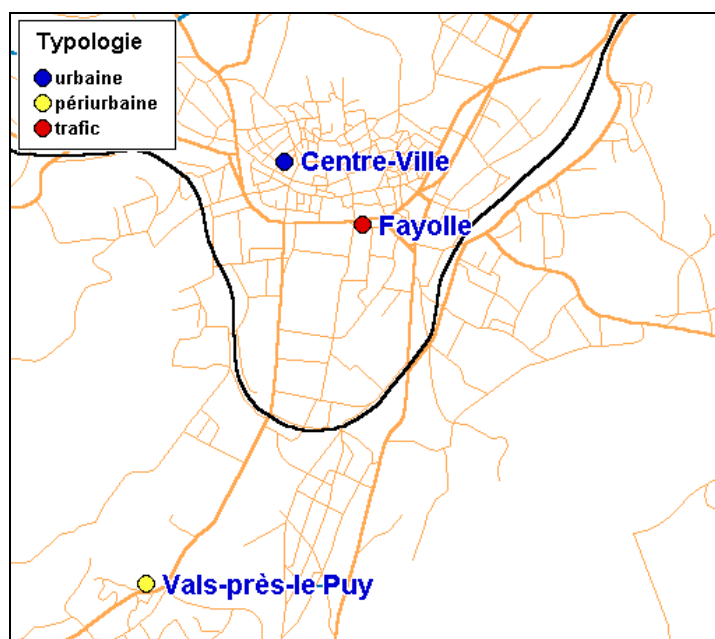 Typologie
urbaine
périurbaine
trafic
Centre-Ville
Fayolle
Vals-près-le-Puy